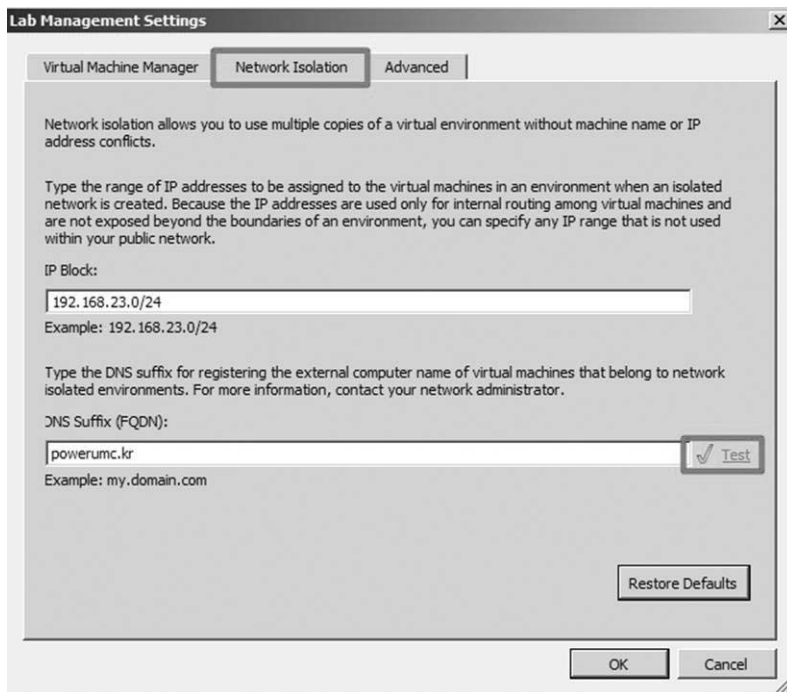 Lab Management Settings
Virtual Machine Manager Network Isolation Advanced
Network isolation allows you to use multiple copies of a virtual environment without machine name or IP
address conflicts.
Type the range of IP addresses to be assigned to the virtual machines in an environment when an isolated
network is created. Because the IP addresses are used only for internal routing among virtual machines and
are not exposed beyond the boundaries of an environment, you can specify any IP range that is not used
within your public network.
IP Block:
192.168.23.0/24
Example: 192.168.23.0/24
Type the DNS suffix for registering the external computer name of virtual machines that belong to network
isolated environments. For more information, contact your network administrator.
DNS Suffix (FQDN):
powerumc.kr Test
Example: my.domain.com
Restore Defaults
OK Cancel